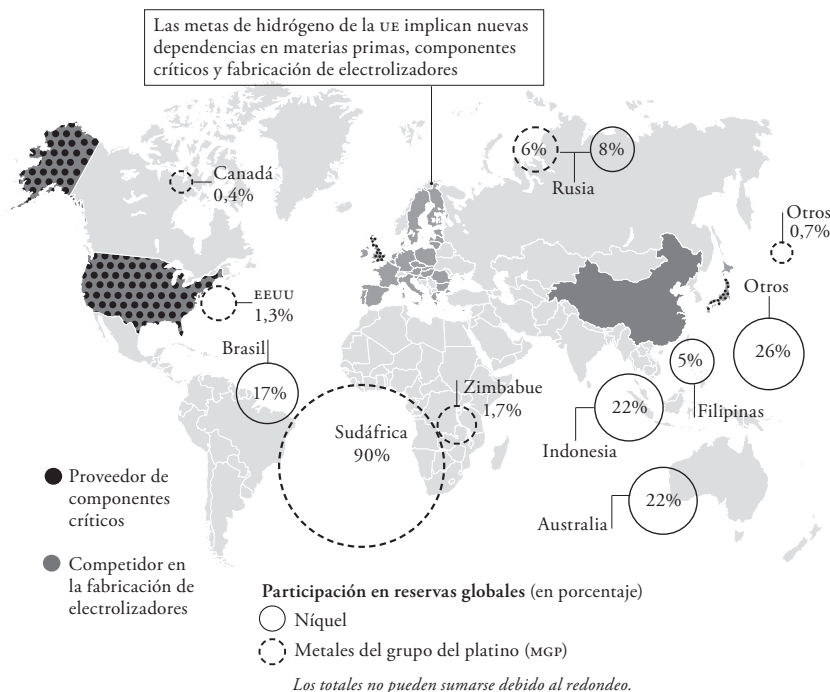 Las metas de hidrógeno de la UE implican nuevas
dependencias en materias primas, componentes
críticos y fabricación de electrolizadores
6%
8%
Rusia
Canadá
0,4%
Otros
0,7%
EEUU
1,3%
Otros
26%
Brasil
17%
5%
Filipinas
Zimbabue
1,7%
22%
Indonesia
Sudáfrica
90%
22%
Australia
Proveedor de
componentes
críticos
Competidor en
la fabricación de
electrolizadores
Participación en reservas globales (en porcentaje)
Níquel
Metales del grupo del platino (MGP)
Los totales no pueden sumarse debido al redondeo.